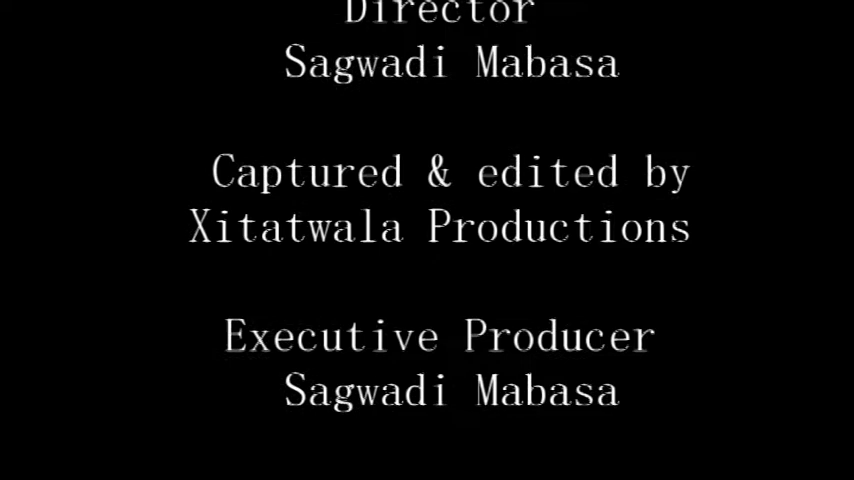 Director
Sagwadi Mabasa
Captured & edited by
Xitatwala Productions
Executive Producer
Sagwadi Mabasa